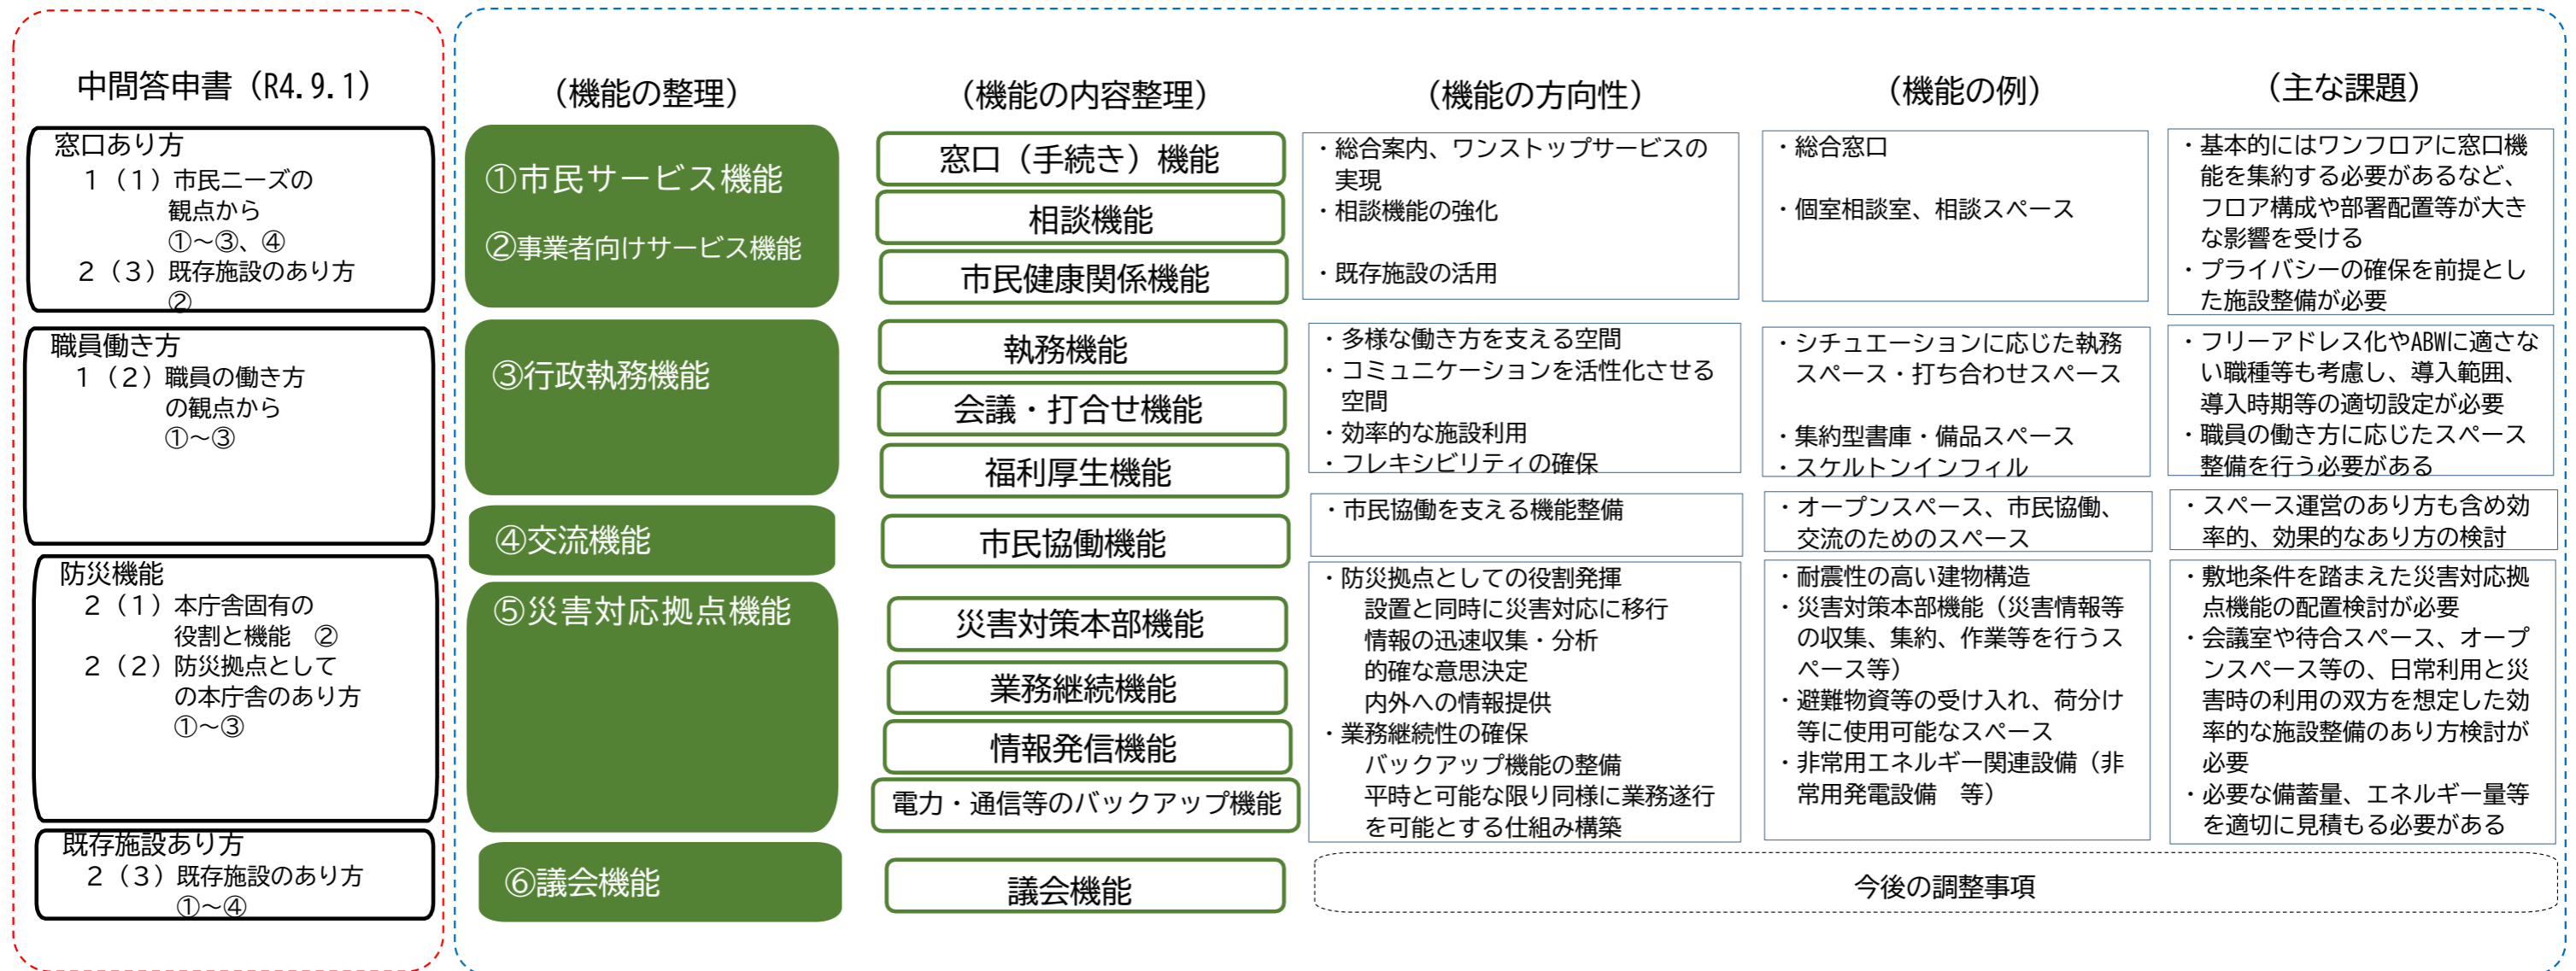 中間答申書（R4.9.1）
窓口あり方
１（１）市民ニーズの
観点から
①～③、④
２（３）既存施設のあり方
②
職員働き方
１（２）職員の働き方
の観点から
①～③
防災機能
２（１）本庁舎固有の
役割と機能　②
２（２）防災拠点として
の本庁舎のあり方
①～③
既存施設あり方
２（３）既存施設のあり方
①～④
（機能の整理）
①市民サービス機能
②事業者向けサービス機能
③行政執務機能
④交流機能
⑤災害対応拠点機能
⑥議会機能
（機能の内容整理）
窓口（手続き）機能
相談機能
市民健康関係機能
執務機能
会議・打合せ機能
福利厚生機能
市民協働機能
災害対策本部機能
業務継続機能
情報発信機能
電力・通信等のバックアップ機能
議会機能
（機能の方向性）
・総合案内、ワンストップサービスの
実現
・相談機能の強化
・既存施設の活用
・多様な働き方を支える空間
・コミュニケーションを活性化させる
空間
・効率的な施設利用
・フレキシビリティの確保
・市民協働を支える機能整備
・防災拠点としての役割発揮
設置と同時に災害対応に移行
情報の迅速収集・分析
的確な意思決定
内外への情報提供
・業務継続性の確保
バックアップ機能の整備
平時と可能な限り同様に業務遂行
を可能とする仕組み構築
（機能の例）
・総合窓口
・個室相談室、相談スペース
・シチュエーションに応じた執務
スペース・打ち合わせスペース
・集約型書庫・備品スペース
・スケルトンインフィル
・オープンスペース、市民協働、
交流のためのスペース
・耐震性の高い建物構造
・災害対策本部機能（災害情報等
の収集、集約、作業等を行うス
ペース等）
・避難物資等の受け入れ、荷分け
等に使用可能なスペース
・非常用エネルギー関連設備（非
常用発電設備　等）
（主な課題）
・基本的にはワンフロアに窓口機
能を集約する必要があるなど、
フロア構成や部署配置等が大き
な影響を受ける
・プライバシーの確保を前提とし
た施設整備が必要
・フリーアドレス化やABWに適さな
い職種等も考慮し、導入範囲、
導入時期等の適切設定が必要
・職員の働き方に応じたスペース
整備を行う必要がある
・スペース運営のあり方も含め効
率的、効果的なあり方の検討
・敷地条件を踏まえた災害対応拠
点機能の配置検討が必要
・会議室や待合スペース、オープ
ンスペース等の、日常利用と災
害時の利用の双方を想定した効
率的な施設整備のあり方検討が
必要
・必要な備蓄量、エネルギー量等
を適切に見積もる必要がある
今後の調整事項